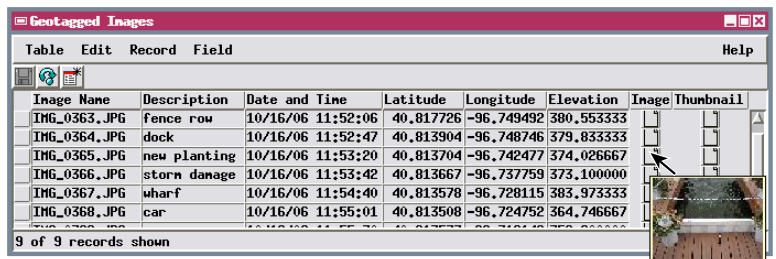 Geotagged Images
Table Edit Record Field Help
Image Name Description Date and Time Latitude Longitude Elevation Image Thumbnail
IMG_0363.JPG fence row 10/16/06 11:52:06 40.817726 -96.749492 380.553333
IMG_0364.JPG dock 10/16/06 11:52:47 40.813904 -96.748746 379.833333
IMG_0365.JPG new planting 10/16/06 11:53:20 40.813704 -96.742477 374.026667
IMG_0366.JPG storm damage 10/16/06 11:53:42 40.813667 -96.737759 373.100000
IMG_0367.JPG wharf 10/16/06 11:54:40 40.813578 -96.728115 383.973333
IMG_0368.JPG car 10/16/06 11:55:01 40.813508 -96.724752 364.746667
9 of 9 records shown